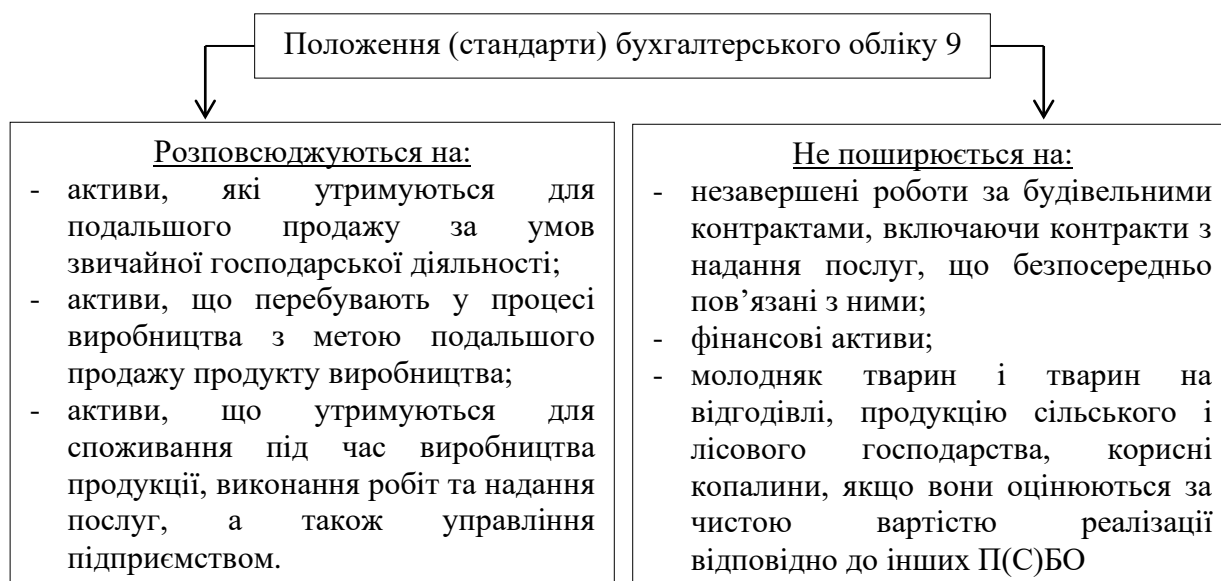 Положення (стандарти) бухгалтерського обліку 9
Розповсюджуються на:
- активи, які утримуються для
подальшого продажу за умов
звичайної господарської діяльності;
- активи, що перебувають у процесі
виробництва з метою подальшого
продажу продукту виробництва;
- активи, що утримуються для
споживання під час виробництва
продукції, виконання робіт та надання
послуг, а також управління
підприємством.
Не поширюється на:
- незавершені роботи за будівельними
контрактами, включаючи контракти з
надання послуг, що безпосередньо
пов’язані з ними;
- фінансові активи;
- молодняк тварин і тварин на
відгодівлі, продукцію сільського і
лісового господарства, корисні
копалини, якщо вони оцінюються за
чистою вартістю реалізації
відповідно до інших П(С)БО